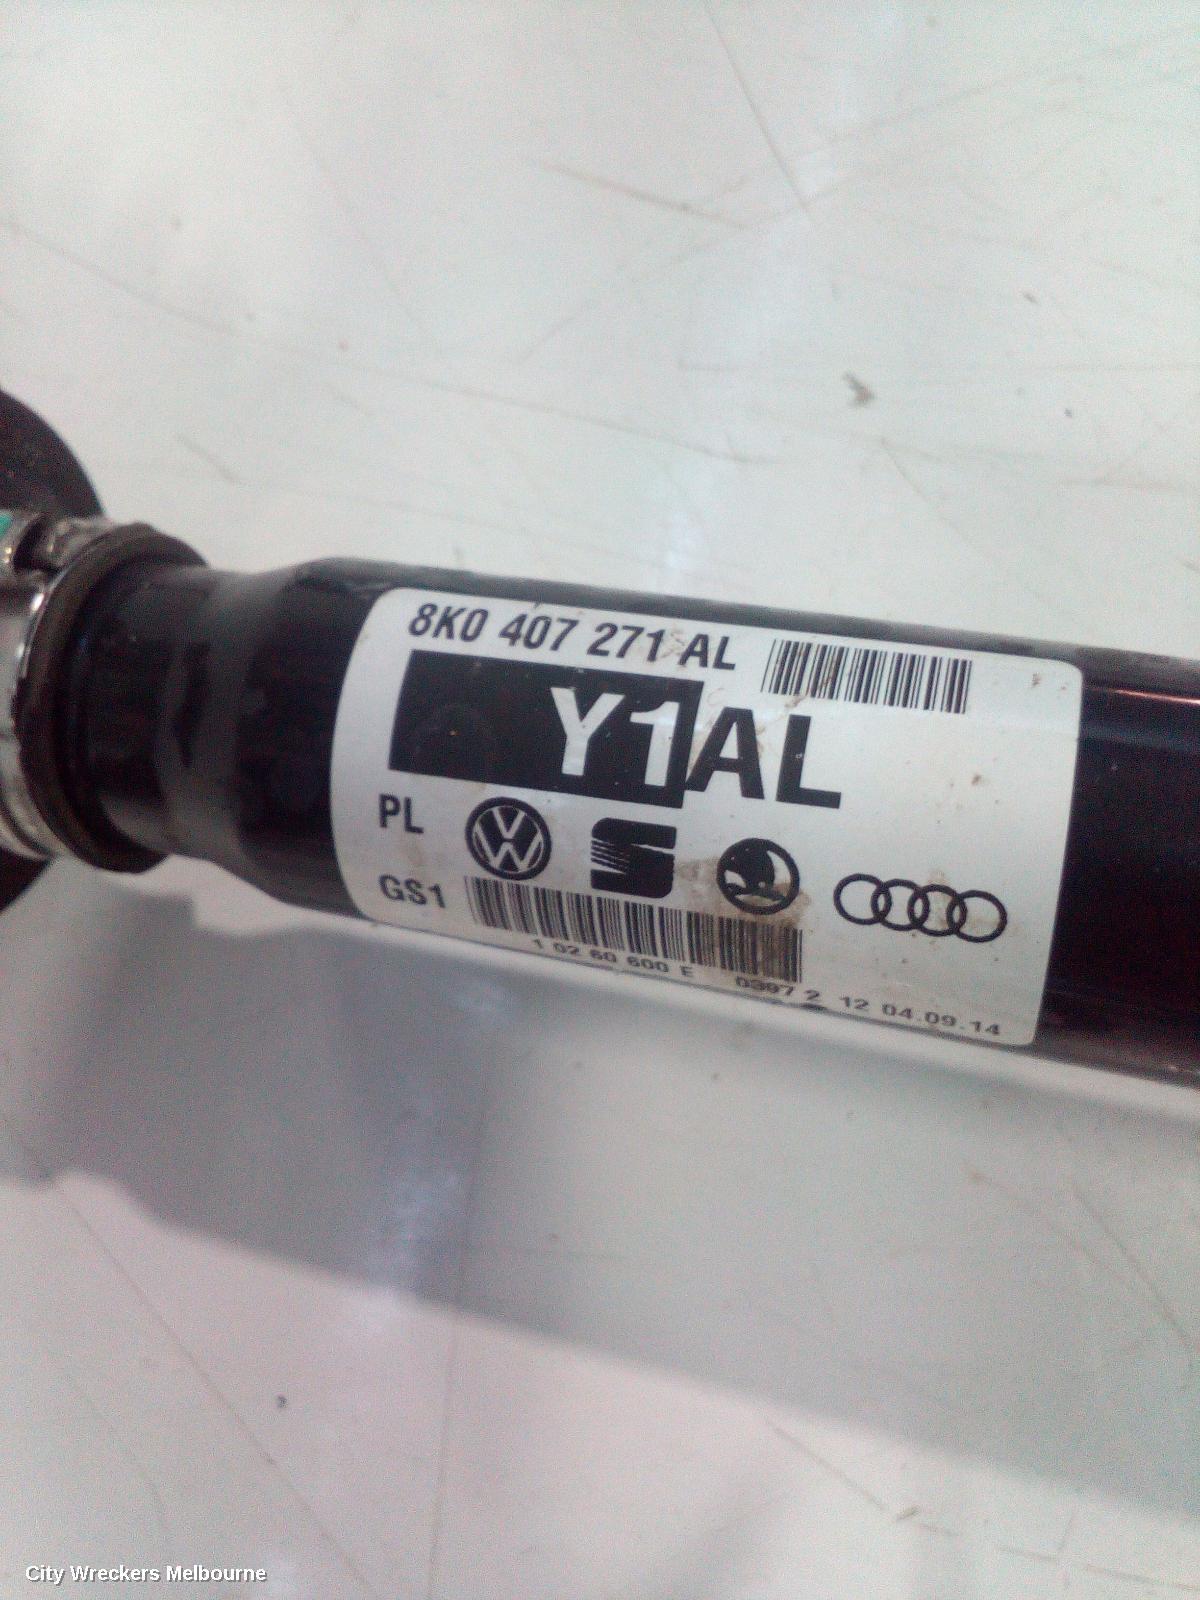 8K0 407 271 AL
Y1AL
PL
GS1
1 02 60 600 E 0397 2 12 04.09.14
City Wreckers Melbourne